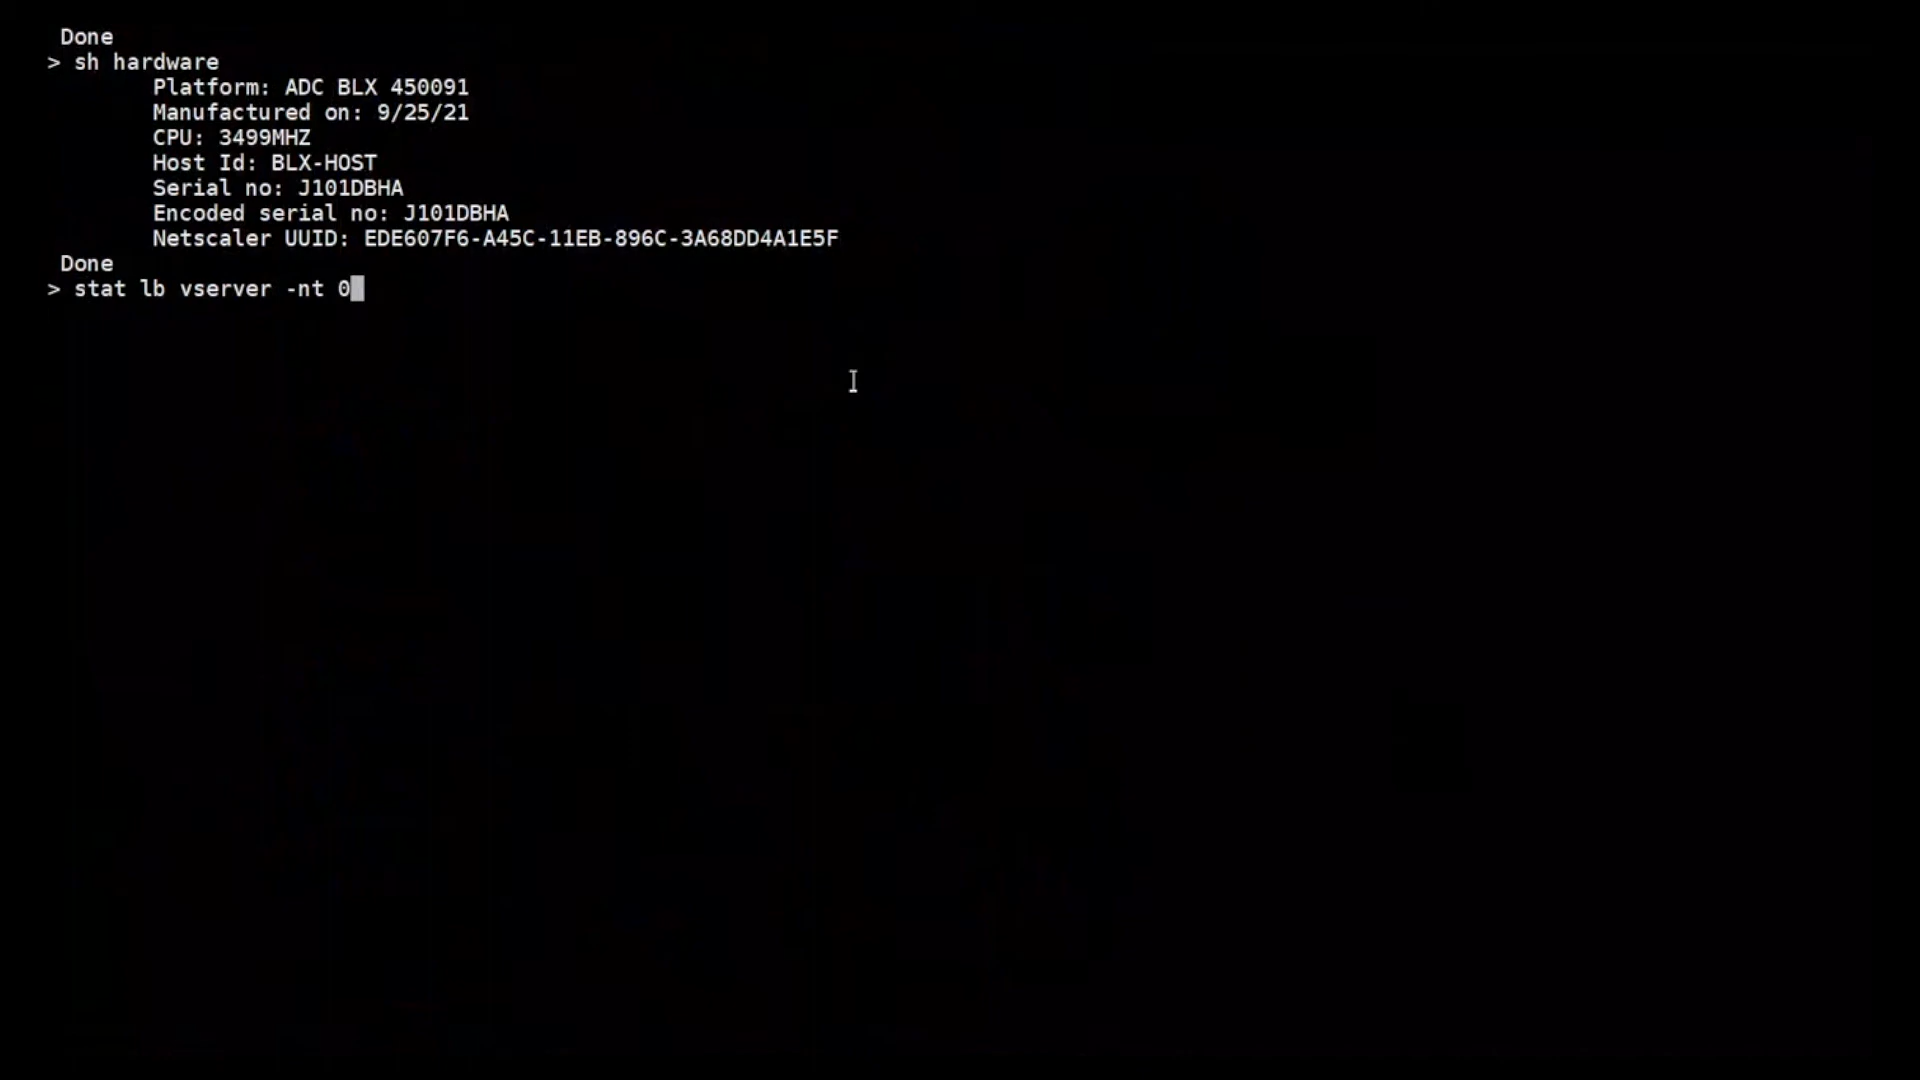 Done
> sh hardware
Platform: ADC BLX 450091
Manufactured on: 9/25/21
CPU: 3499MHZ
Host Id: BLX-HOST
Serial no: J101DBHA
Encoded serial no: J101DBHA
Netscaler UUID: EDE607F6-A45C-11EB-896C-3A68DD4A1E5F
Done
> stat lb vserver -nt 0